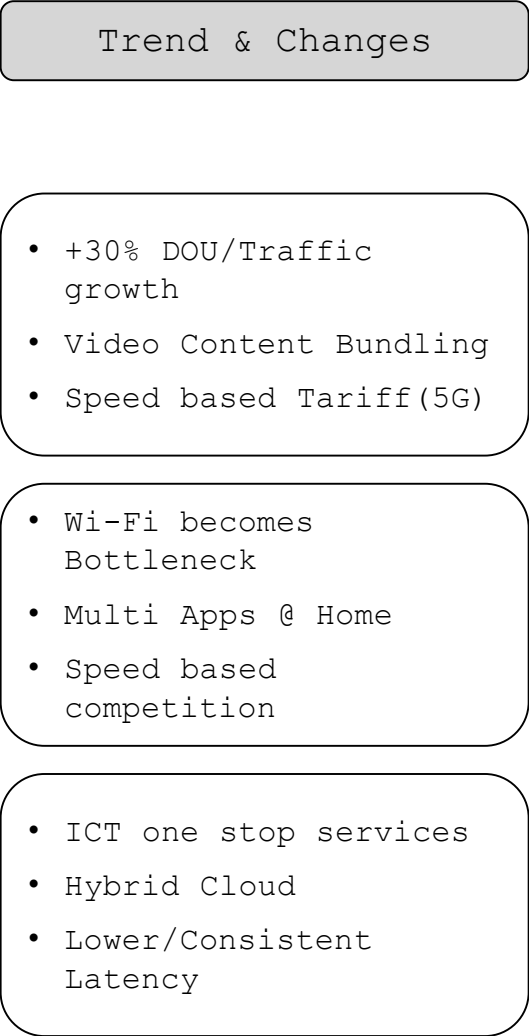 Trend & Changes
• +30% DOU/Traffic
growth
• Video Content Bundling
• Speed based Tariff(5G)
• Wi-Fi becomes
Bottleneck
• Multi Apps @ Home
• Speed based
competition
• ICT one stop services
• Hybrid Cloud
• Lower/Consistent
Latency